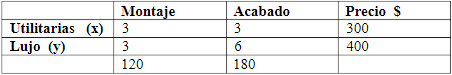 Montaje Acabado Precio $
Utilitarias (x) 3 3 300
Lujo (y) 3 6 400
120 180